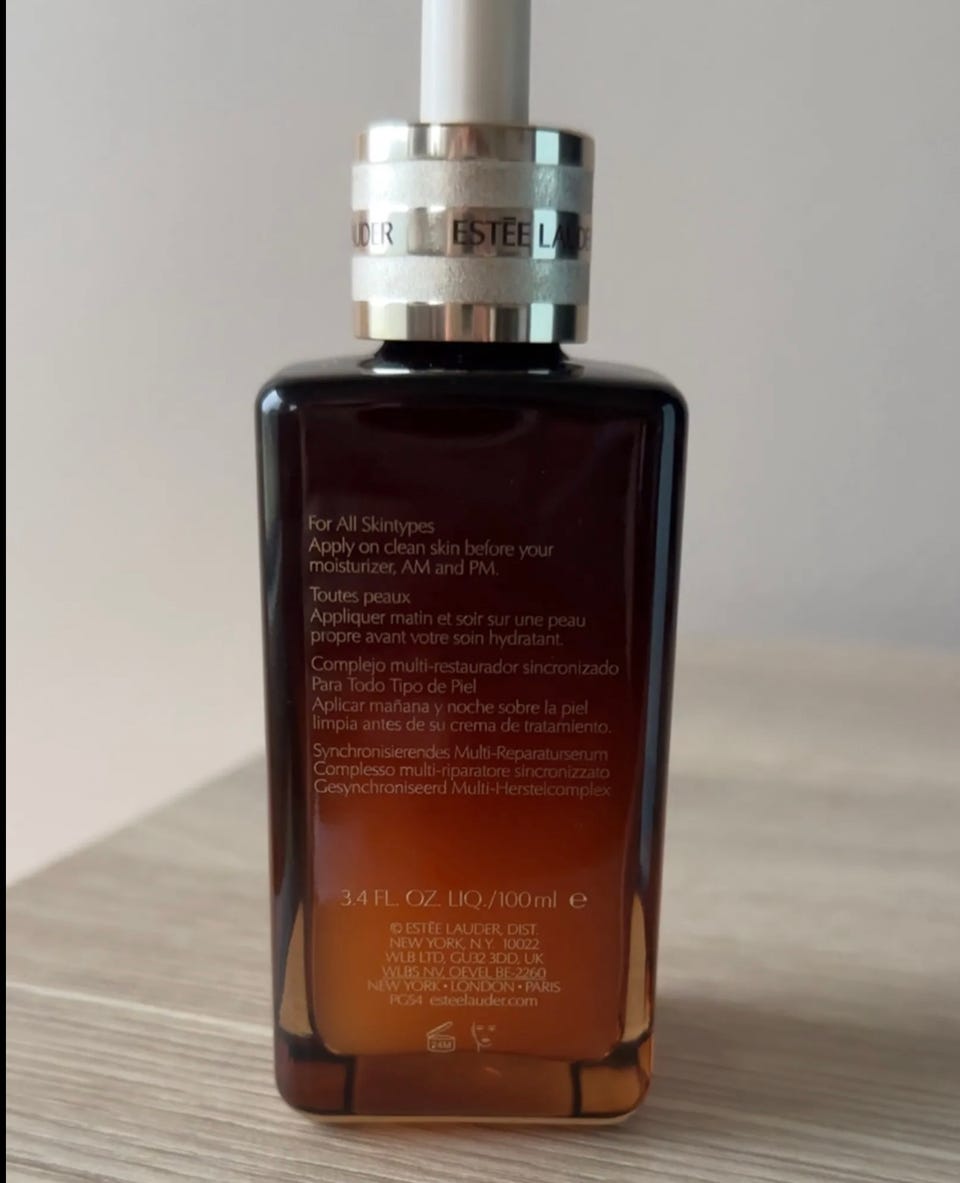 UDER ESTĒE LAUDE
For All Skintypes
Apply on clean skin before your
moisturizer, AM and PM.
Toutes peaux
Appliquer matin et soir sur une peau
propre avant votre soin hydratant.
Complejo multi-restaurador sincronizado
Para Todo Tipo de Piel
Aplicar mañana y noche sobre la piel
limpia antes de su crema de tratamiento.
Synchronisierendes Multi-Reparaturserum
Complesso multi-riparatore sincronizzato
Gesynchroniseerd Multi-Herstelcomplex
3.4 FL. OZ. LIQ./100 ml ℮
© ESTĒE LAUDER, DIST.
NEW YORK, N.Y. 10022
WLB LTD, GU32 3DD, UK
WLBS NV, OEVEL BE-2260
NEW YORK • LONDON • PARIS
PG54 esteelauder.com
24M